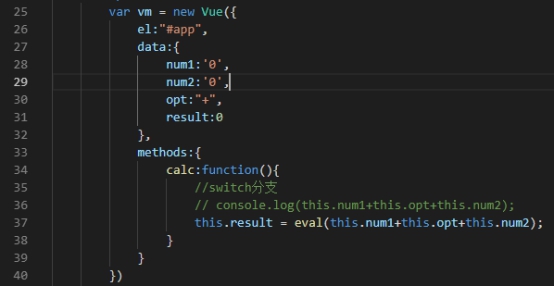 25 var vm = new Vue({
26 el:"#app",
27 data:{
28 num1:'0',
29 num2:'0',
30 opt:"+",
31 result:0
32 },
33 methods:{
34 calc:function(){
35 //switch分支
36 // console.log(this.num1+this.opt+this.num2);
37 this.result = eval(this.num1+this.opt+this.num2);
38 }
39 }
40 })